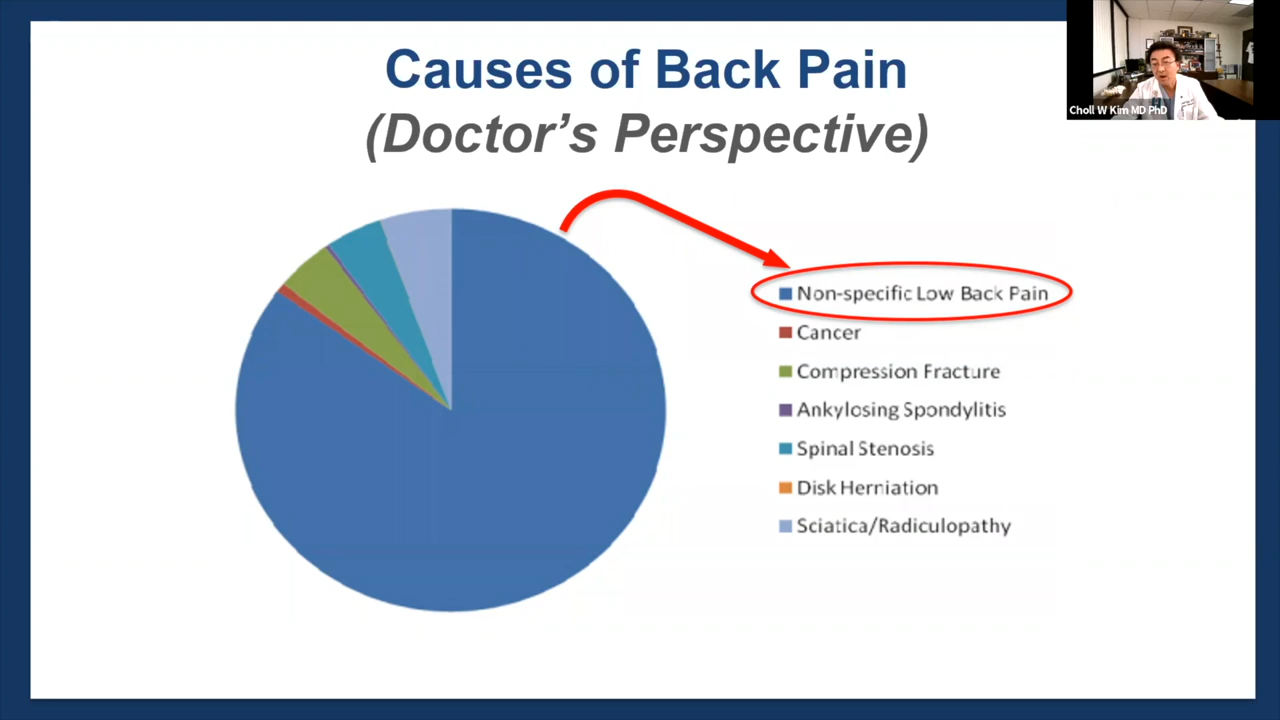 Causes of Back Pain
(Doctor's Perspective)
Choll W Kim MD PhD
Non-specific Low Back Pain
Cancer
Compression Fracture
Ankylosing Spondylitis
Spinal Stenosis
Disk Herniation
Sciatica/Radiculopathy